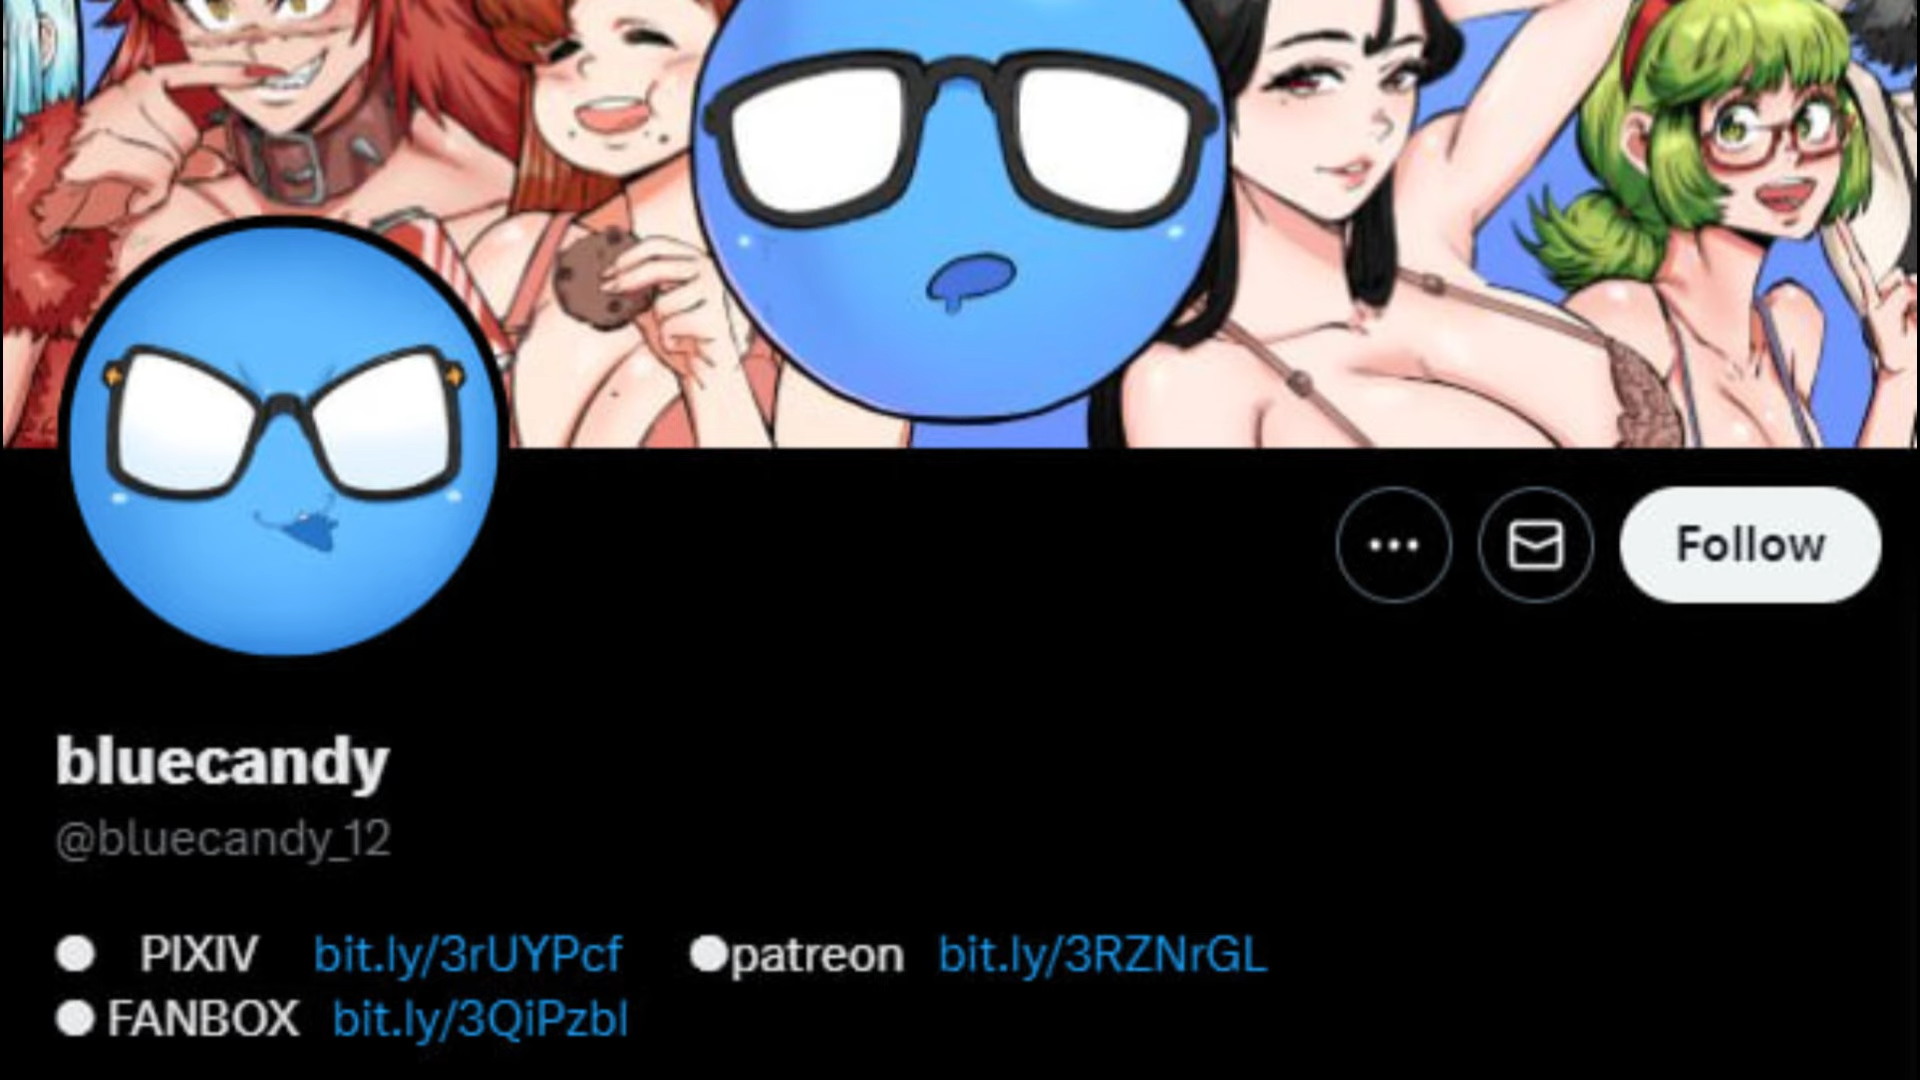 Follow
bluecandy
@bluecandy_12
PIXIV bit.ly/3rUYPcf patreon bit.ly/3RZNrGL
FANBOX bit.ly/3QiPzbl